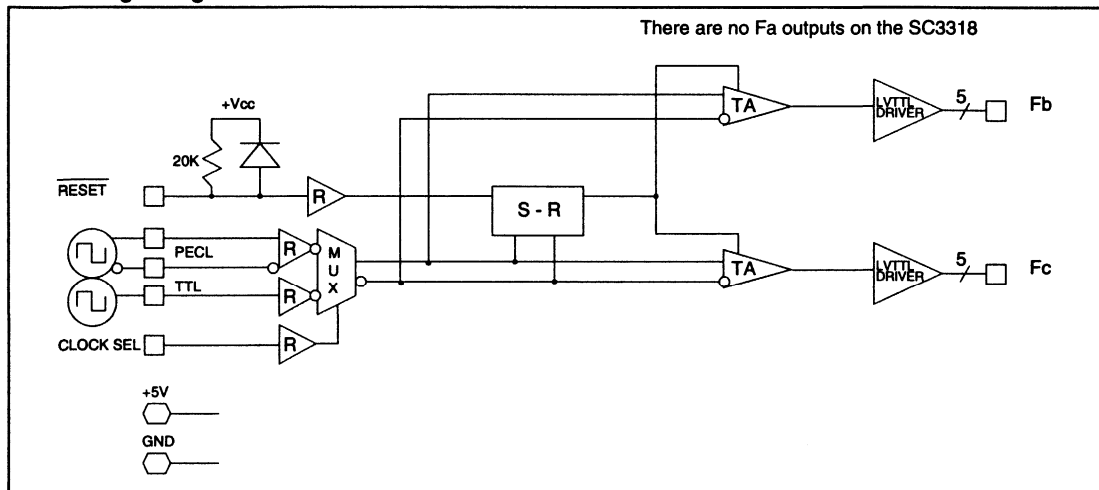 There are no Fa outputs on the SC3318
+Vcc
20K
RESET
R
S - R
TA
LVTTL
DRIVER
5
Fb
PECL
R
M
U
X
TTL
R
CLOCK SEL
R
TA
LVTTL
DRIVER
5
Fc
+5V
GND